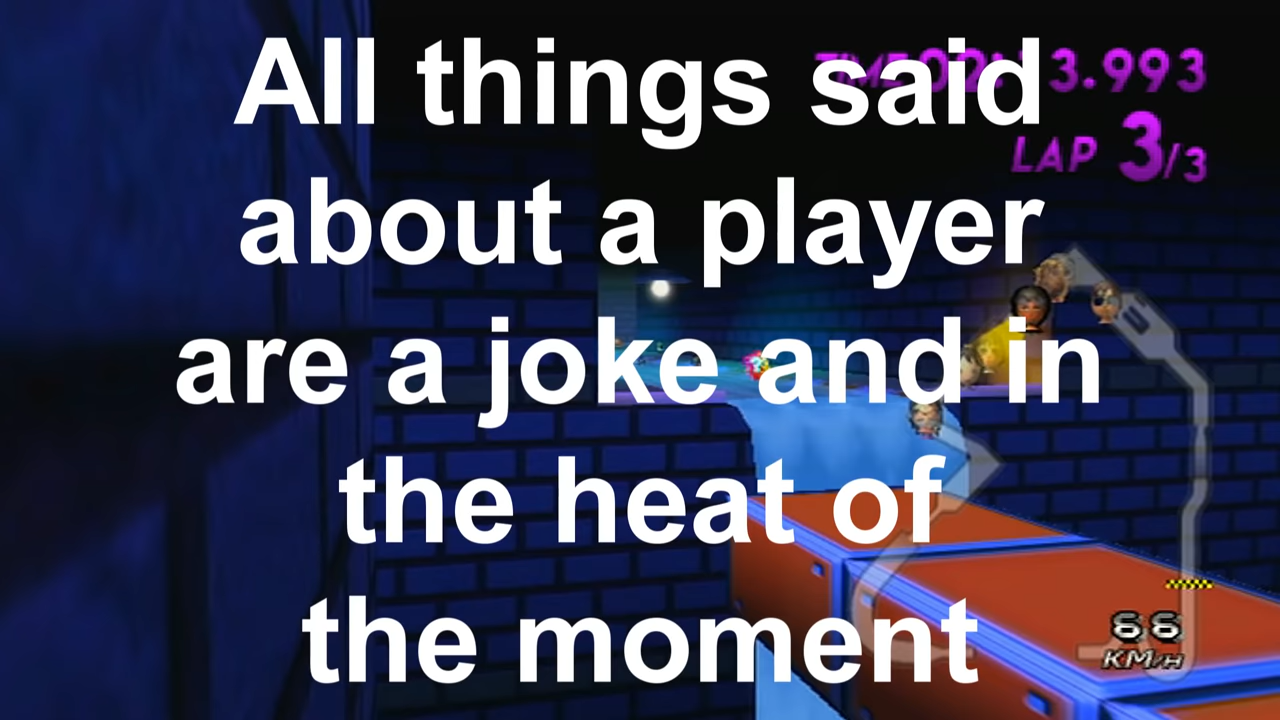 All things said
TIME 3.993
LAP 3/3
about a player
are a joke and in
the heat of
the moment
66
KM/H